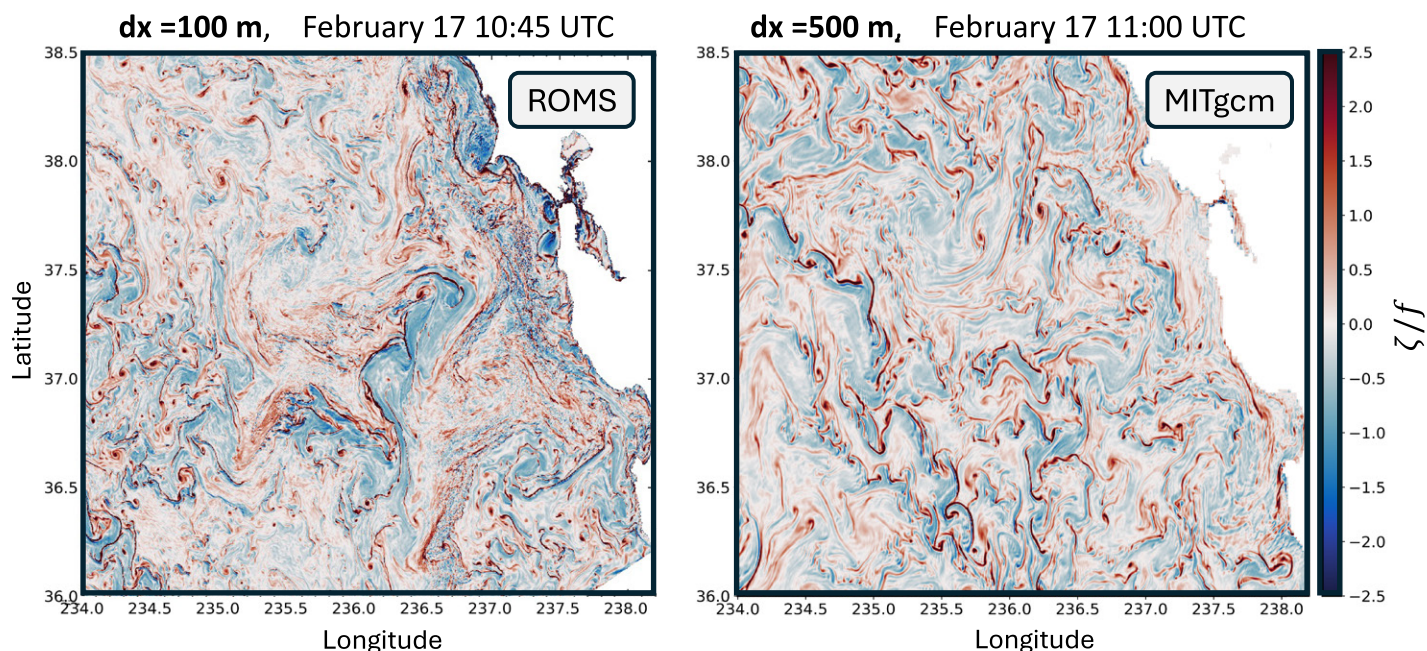 dx =100 m, February 17 10:45 UTC
dx =500 m, February 17 11:00 UTC
ROMS
MITgcm
Latitude
38.5
38.0
37.5
37.0
36.5
36.0
234.0 234.5 235.0 235.5 236.0 236.5 237.0 237.5 238.0
Longitude
38.5
38.0
37.5
37.0
36.5
36.0
234.0 234.5 235.0 235.5 236.0 236.5 237.0 237.5 238.0
Longitude
2.5
2.0
1.5
1.0
0.5
0.0
−0.5
−1.0
−1.5
−2.0
−2.5
ζ/f